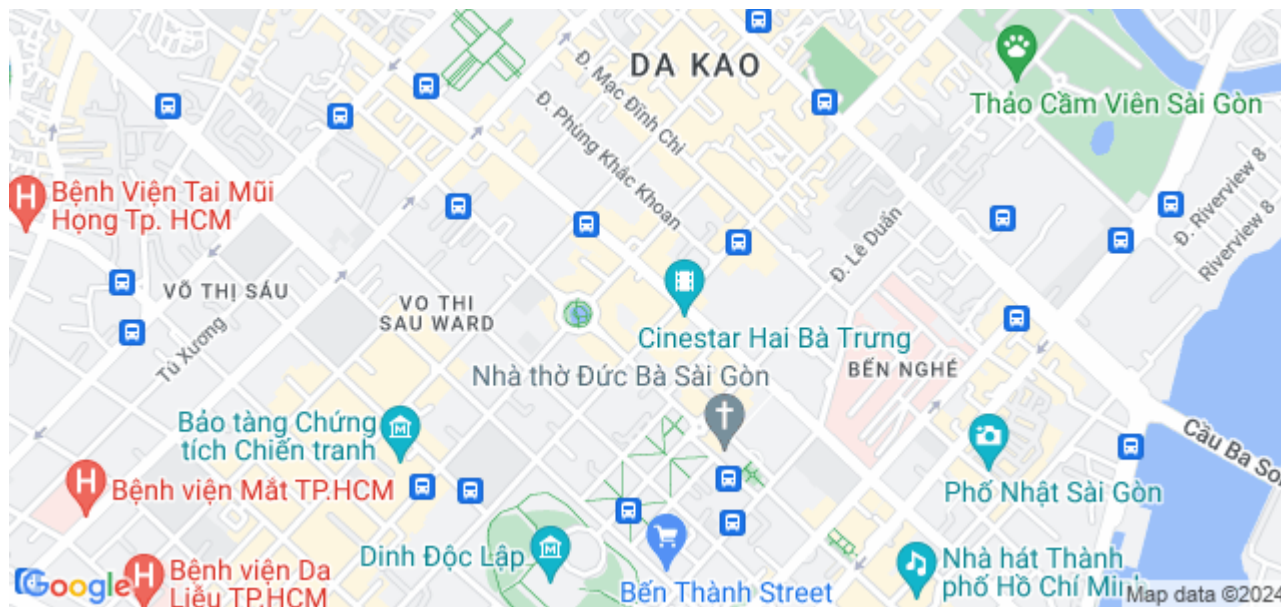 DA KAO
Đ. Mạc Đĩnh Chi
Đ. Phùng Khắc Khoan
Thảo Cầm Viên Sài Gòn
Đ. Riverview 8
Riverview 8
Bệnh Viện Tai Mũi
Họng Tp. HCM
Đ. Lê Duẩn
VÕ THỊ SÁU
VO THI
SAU WARD
Tú Xương
Cinestar Hai Bà Trưng
Nhà thờ Đức Bà Sài Gòn
BẾN NGHÉ
Bảo tàng Chứng
tích Chiến tranh
Cầu Ba Son
Bệnh viện Mắt TP.HCM
Phố Nhật Sài Gòn
Dinh Độc Lập
Bến Thành Street
Nhà hát Thành
phố Hồ Chí Minh
Bệnh viện Da
Liễu TP.HCM
Google
Map data ©2024